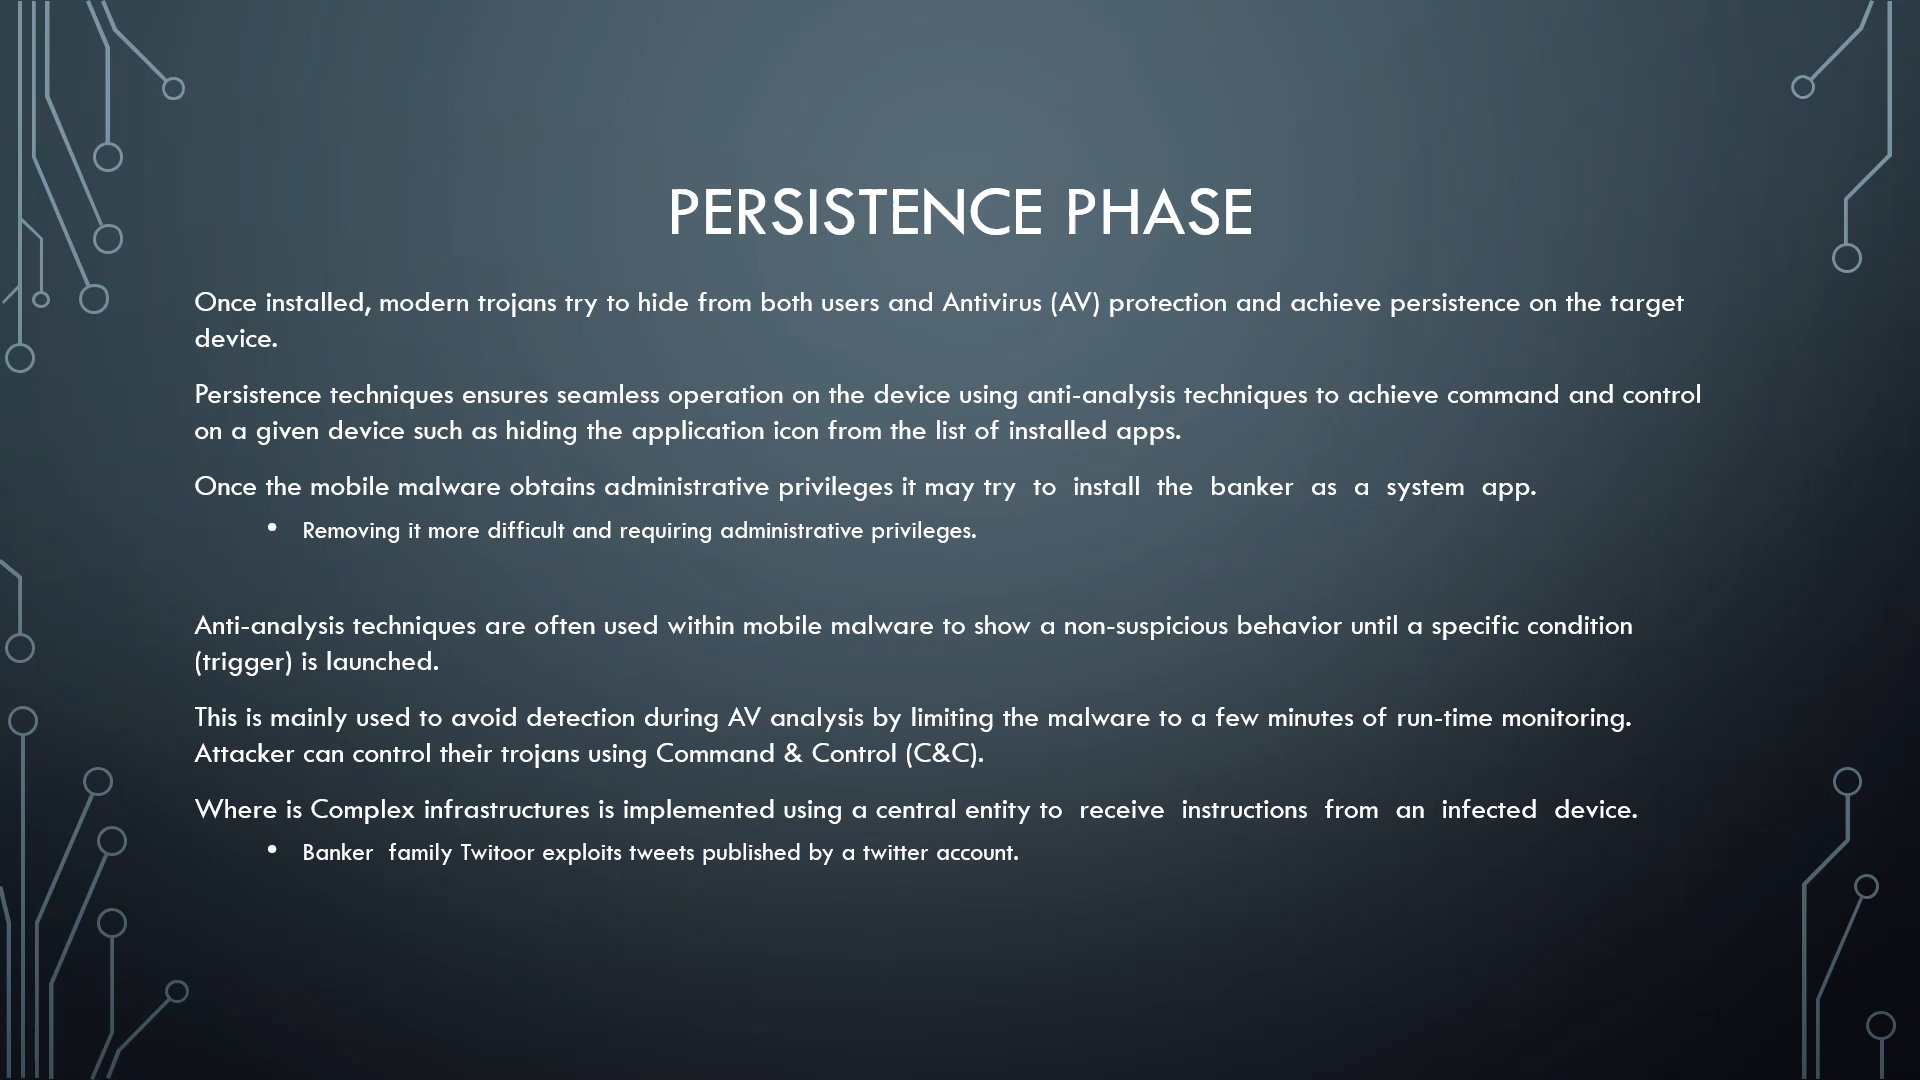 PERSISTENCE PHASE
Once installed, modern trojans try to hide from both users and Antivirus (AV) protection and achieve persistence on the target
device.
Persistence techniques ensures seamless operation on the device using anti-analysis techniques to achieve command and control
on a given device such as hiding the application icon from the list of installed apps.
Once the mobile malware obtains administrative privileges it may try to install the banker as a system app.
• Removing it more difficult and requiring administrative privileges.
Anti-analysis techniques are often used within mobile malware to show a non-suspicious behavior until a specific condition
(trigger) is launched.
This is mainly used to avoid detection during AV analysis by limiting the malware to a few minutes of run-time monitoring.
Attacker can control their trojans using Command & Control (C&C).
Where is Complex infrastructures is implemented using a central entity to receive instructions from an infected device.
• Banker family Twitoor exploits tweets published by a twitter account.